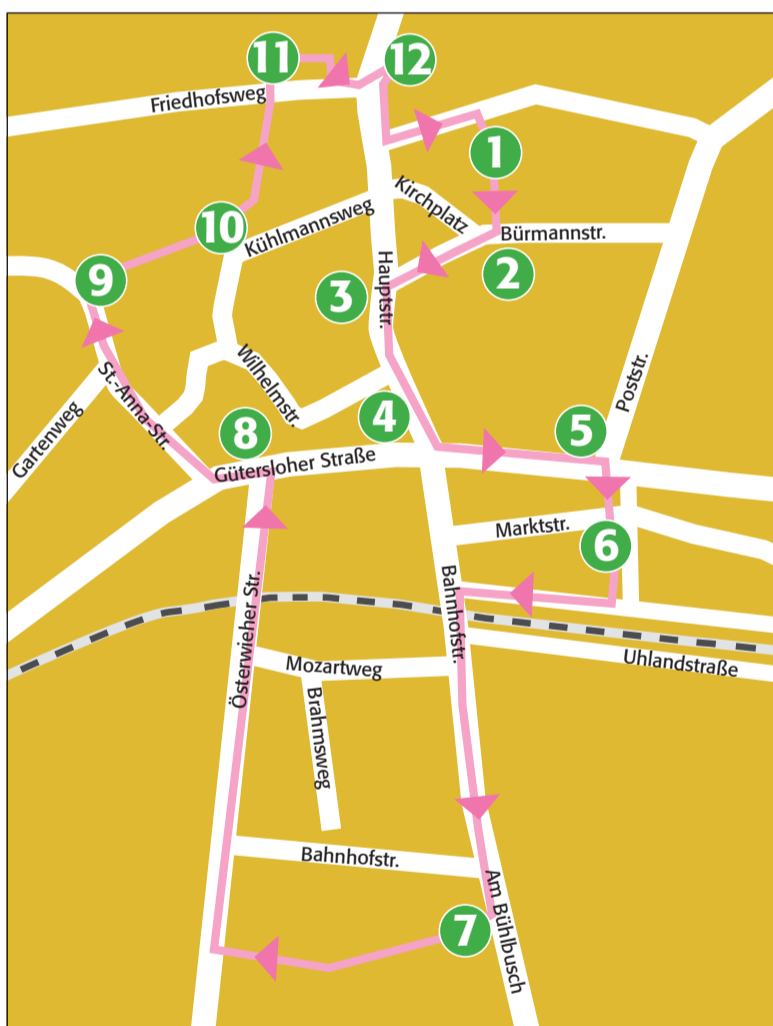 11
12
Friedhofsweg
1
Kirchplatz
10
Kühlmannsweg
Bürmannstr.
9
Hauptstr.
3
2
Wilhelmstr.
Poststr.
St.-Anna-Str.
Gartenweg
4
5
8
Gütersloher Straße
Marktstr.
6
Bahnhofstr.
Österwieher Str.
Mozartweg
Uhlandstraße
Brahmsweg
Bahnhofstr.
Am Bühlbusch
7